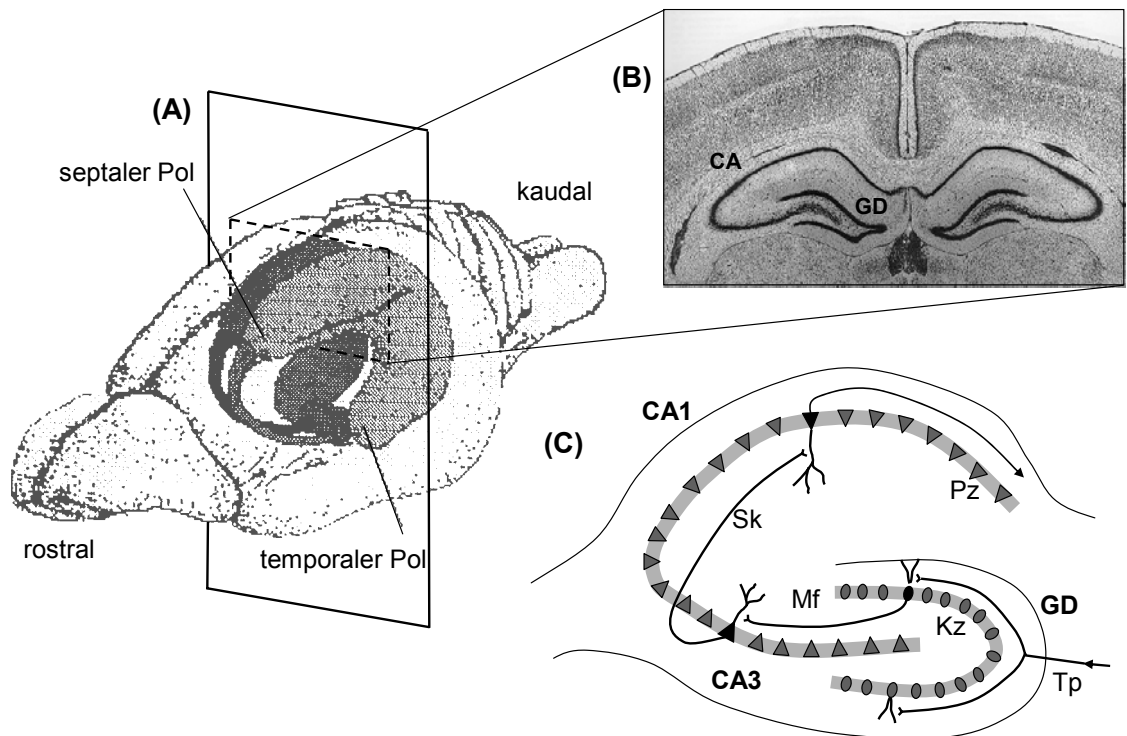 (A)
septaler Pol
kaudal
rostral
temporaler Pol
(B)
CA
GD
(C)
CA1
Pz
Sk
Mf
GD
Kz
CA3
Tp